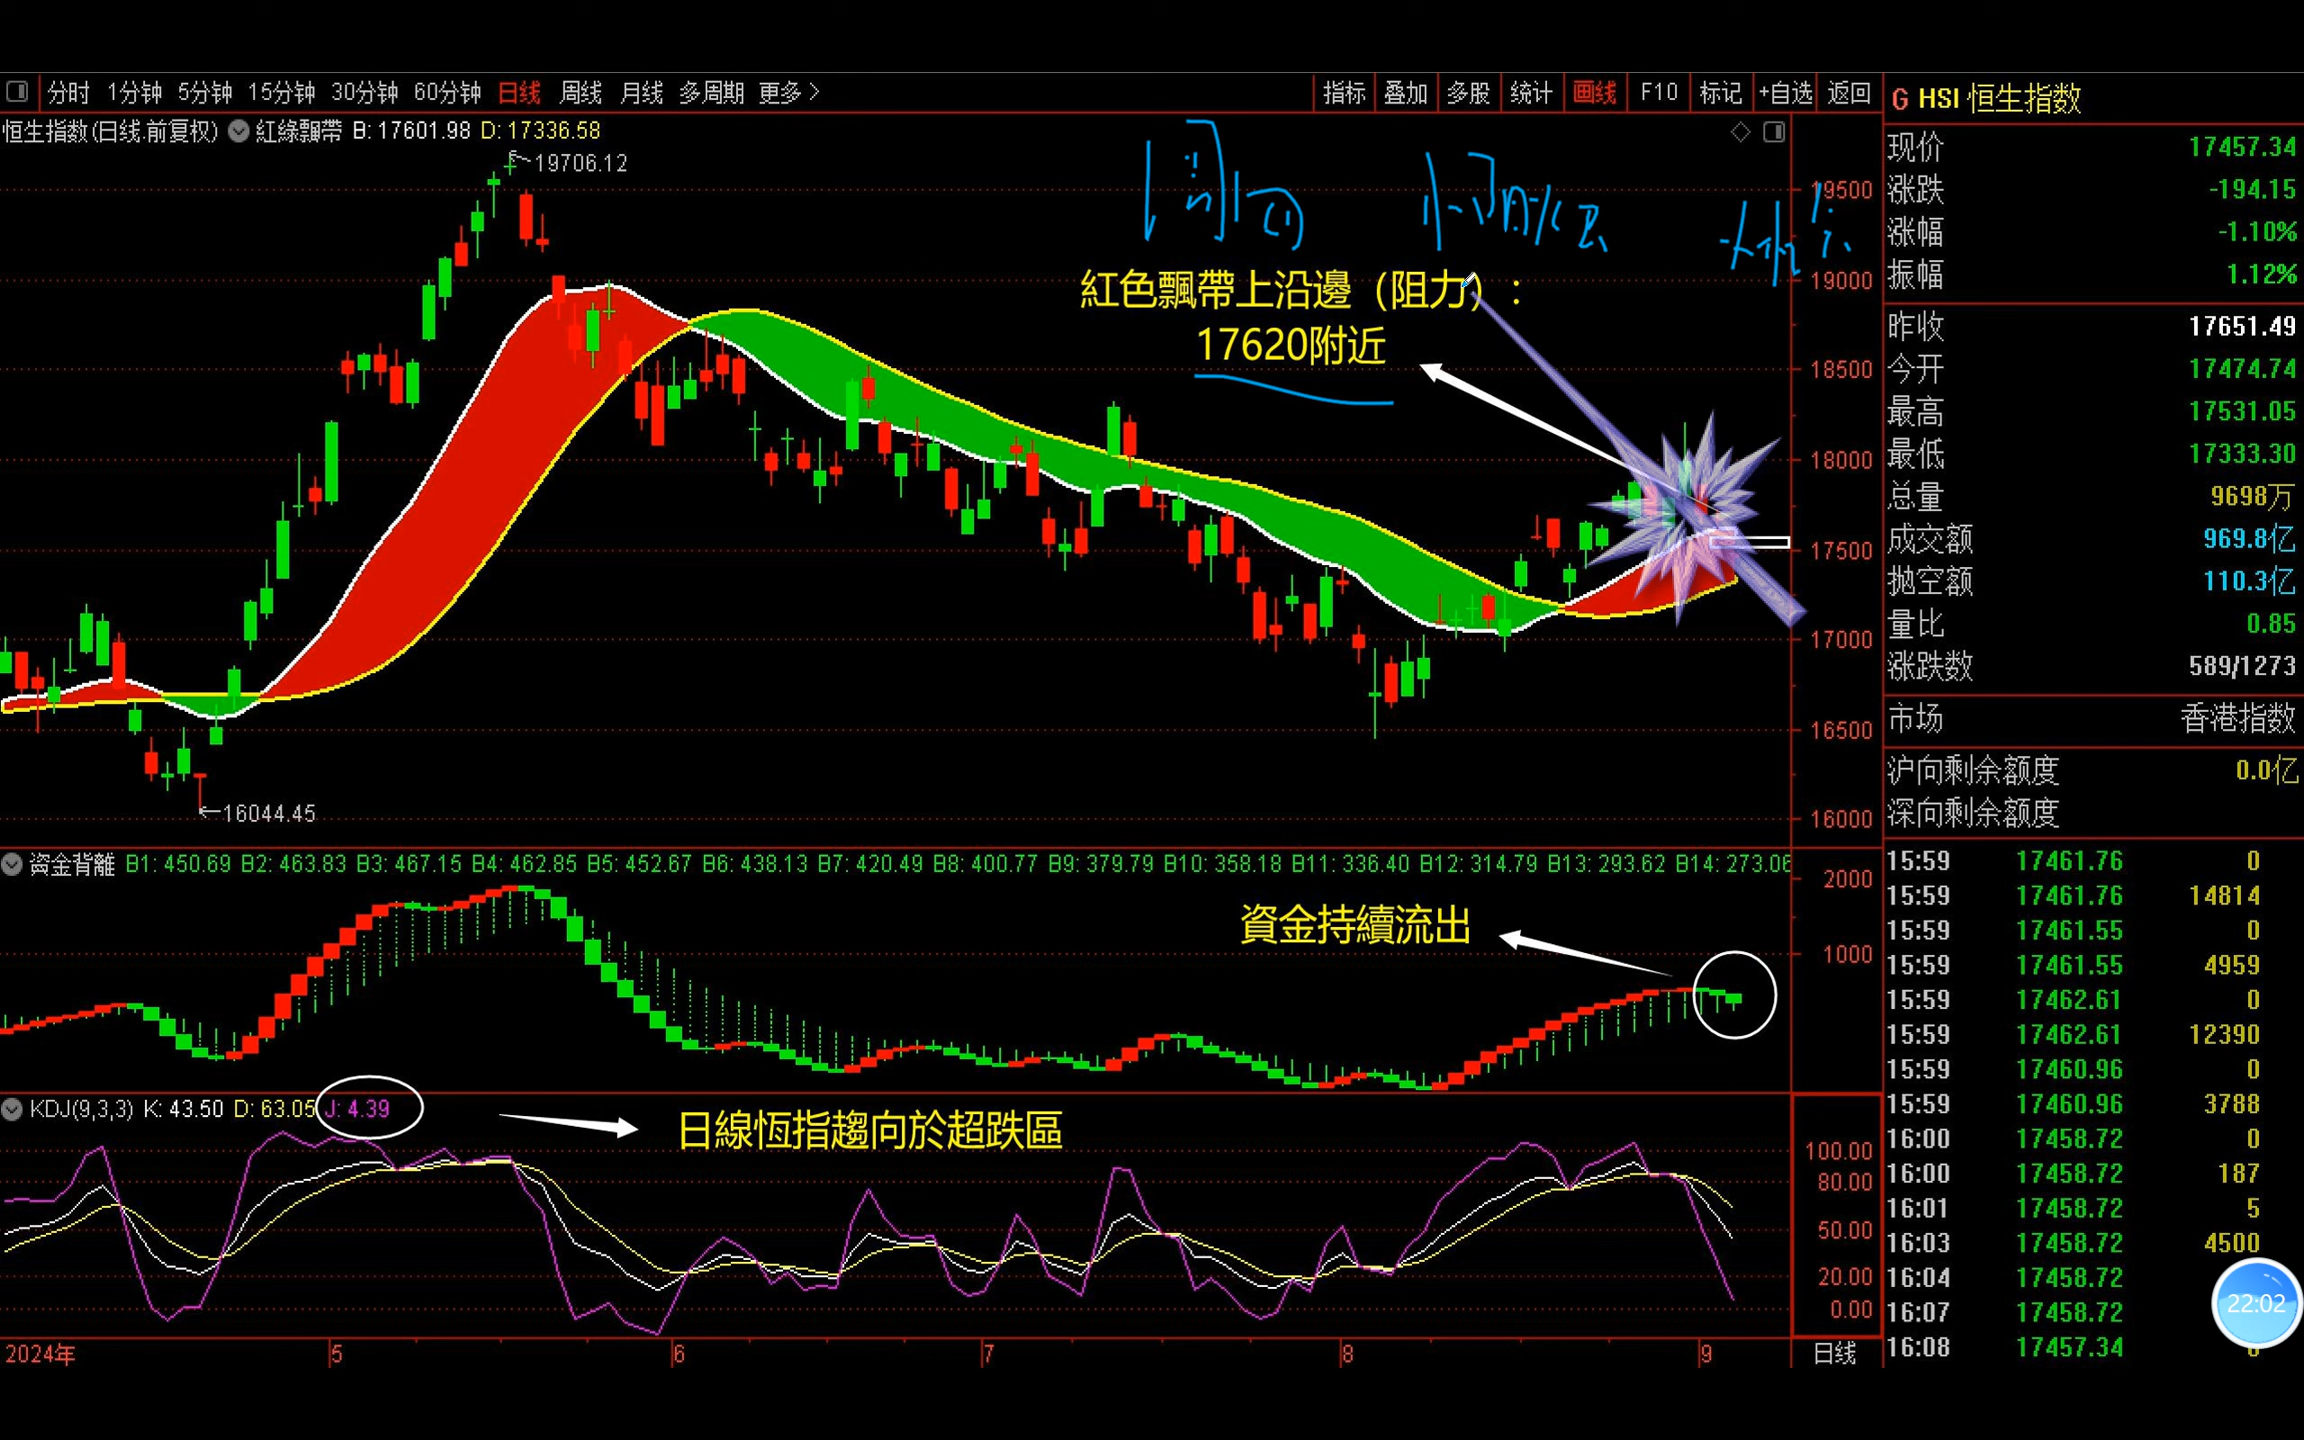 分时 1分钟 5分钟 15分钟 30分钟 60分钟 日线 周线 月线 多周期 更多 指标 叠加 多股 统计 画线 F10 标记 +自选 返回
恒生指数(日线.前复权) 紅綠飄帶 B: 17601.98 D: 17336.58
19706.12
紅色飄帶上沿邊（阻力）:
17620附近
16044.45
19500
19000
18500
18000
17500
17000
16500
16000
資金背離 B1: 450.69 B2: 463.83 B3: 467.15 B4: 462.85 B5: 452.67 B6: 438.13 B7: 420.49 B8: 400.77 B9: 379.79 B10: 358.18 B11: 336.40 B12: 314.79 B13: 293.62 B14: 273.06
2000
1000
資金持續流出
KDJ(9,3,3) K: 43.50 D: 63.05 J: 4.39
日線恆指趨向於超跌區
100.00
80.00
50.00
20.00
0.00
2024年 5 6 7 8 9 日线
G HSI 恒生指数
现价 17457.34
涨跌 -194.15
涨幅 -1.10%
振幅 1.12%
昨收 17651.49
今开 17474.74
最高 17531.05
最低 17333.30
总量 9698万
成交额 969.8亿
抛空额 110.3亿
量比 0.85
涨跌数 589/1273
市场 香港指数
沪向剩余额度 0.0亿
深向剩余额度
15:59 17461.76 0
15:59 17461.76 14814
15:59 17461.55 0
15:59 17461.55 4959
15:59 17462.61 0
15:59 17462.61 12390
15:59 17460.96 0
15:59 17460.96 3788
16:00 17458.72 0
16:00 17458.72 187
16:01 17458.72 5
16:03 17458.72 4500
16:04 17458.72
16:07 17458.72
16:08 17457.34
22:02